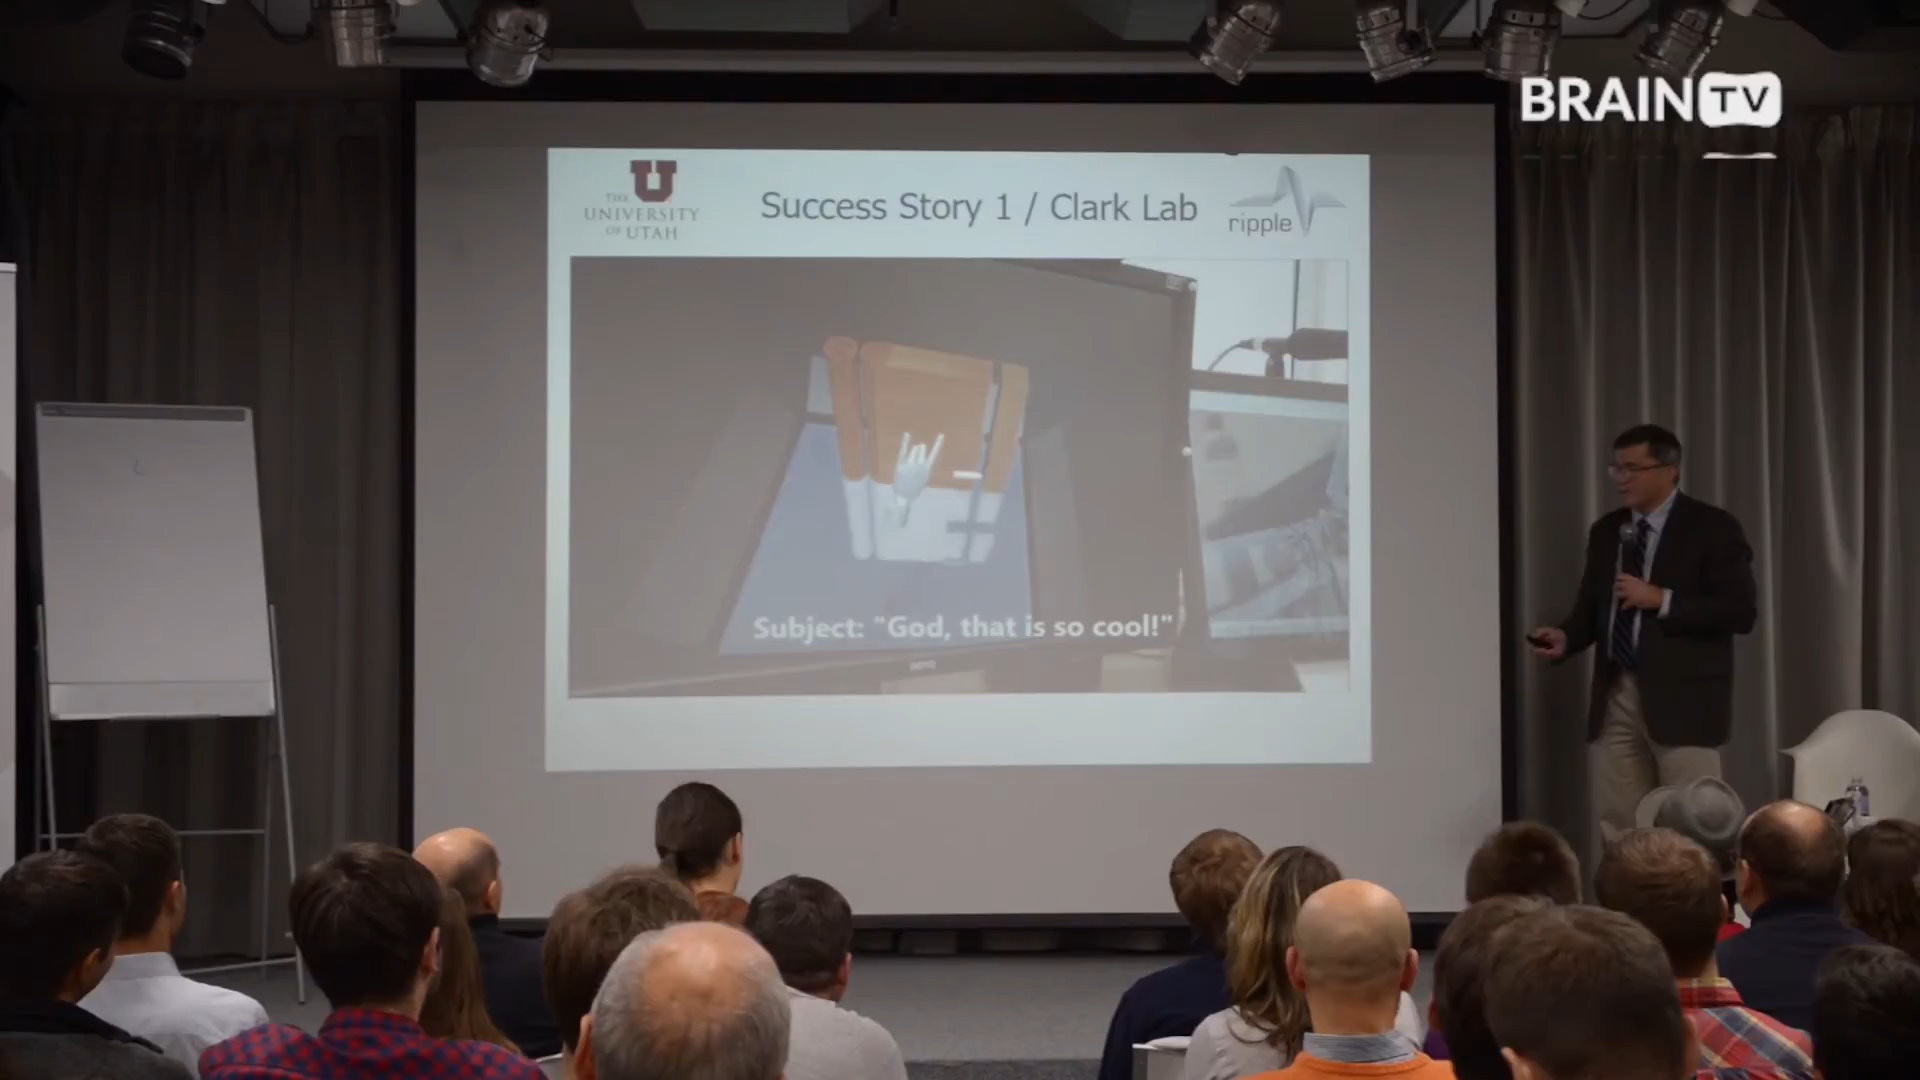 BRAIN TV
THE
UNIVERSITY
OF UTAH
Success Story 1 / Clark Lab
ripple
Subject: "God, that is so cool!"